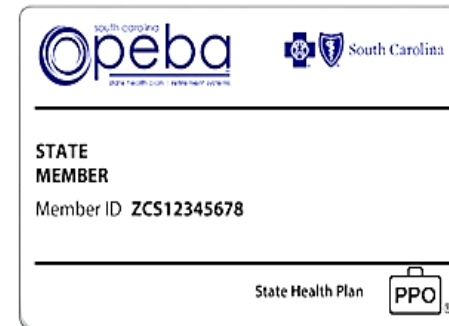 south carolina
peba
state health plan | retirement systems
South Carolina
STATE
MEMBER
Member ID ZCS12345678
State Health Plan
PPO